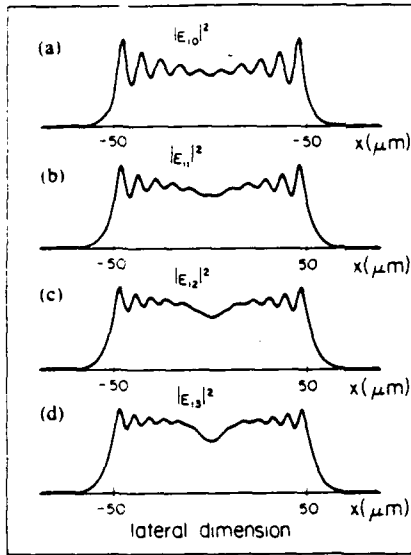 (a) |E₁₀|²
-50 -50 x(μm)
(b) |E₁₁|²
-50 50 x(μm)
(c) |E₁₂|²
-50 50 x(μm)
(d) |E₁₃|²
-50 50 x(μm)
lateral dimension